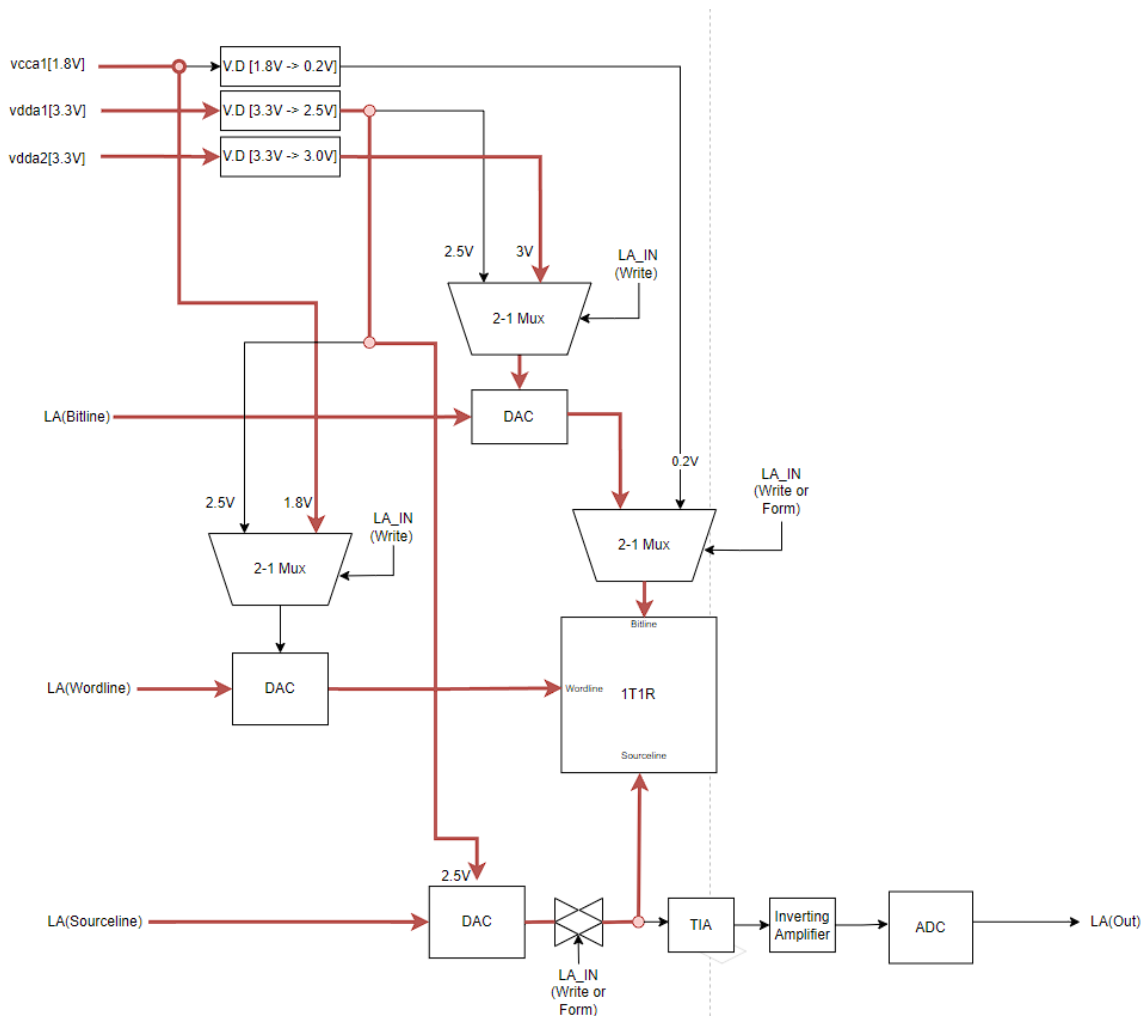 vcca1[1.8V]
V.D [1.8V -> 0.2V]
vdda1[3.3V]
V.D [3.3V -> 2.5V]
vdda2[3.3V]
V.D [3.3V -> 3.0V]
2.5V
3V
LA_IN
(Write)
2-1 Mux
LA(Bitline)
DAC
0.2V
LA_IN
(Write or
Form)
2.5V
1.8V
LA_IN
(Write)
2-1 Mux
2-1 Mux
Bitline
LA(Wordline)
DAC
Wordline
1T1R
Sourceline
2.5V
LA(Sourceline)
DAC
TIA
Inverting
Amplifier
ADC
LA(Out)
LA_IN
(Write or
Form)